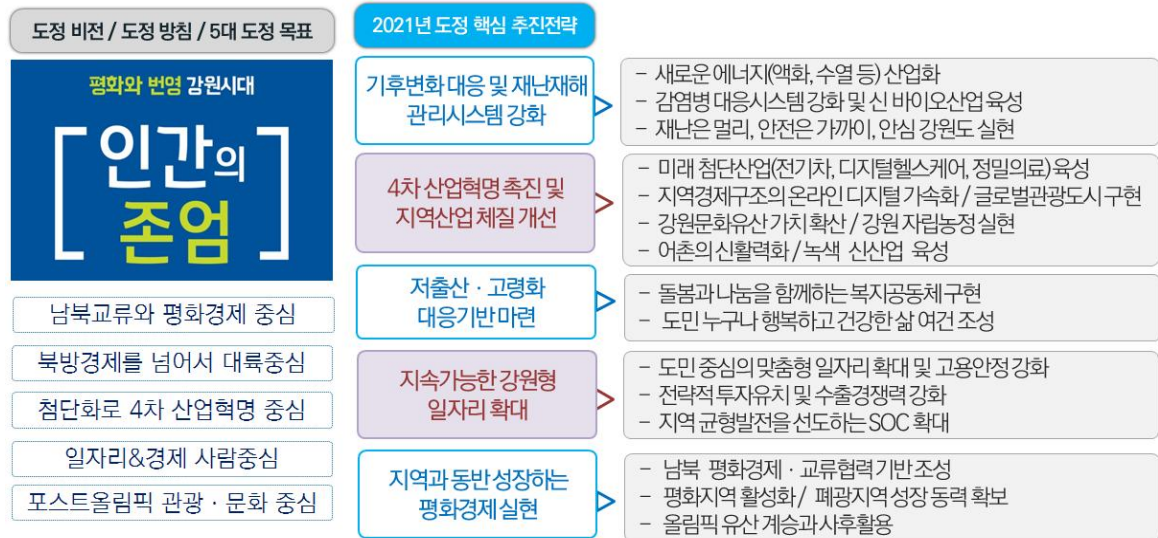 도정 비전 / 도정 방침 / 5대 도정 목표
평화와 번영 강원시대
인간의
존엄
남북교류와 평화경제 중심
북방경제를 넘어서 대륙중심
첨단화로 4차 산업혁명 중심
일자리&경제 사람중심
포스트올림픽 관광 · 문화 중심
2021년 도정 핵심 추진전략
기후변화 대응 및 재난재해
관리시스템 강화
- 새로운 에너지(액화, 수열 등) 산업화
- 감염병 대응시스템 강화 및 신 바이오산업 육성
- 재난은 멀리, 안전은 가까이, 안심 강원도 실현
4차 산업혁명 촉진 및
지역산업 체질 개선
- 미래 첨단산업(전기차, 디지털헬스케어, 정밀의료) 육성
- 지역경제구조의 온라인 디지털 가속화 / 글로벌관광도시 구현
- 강원문화유산 가치 확산 / 강원 자립농정 실현
- 어촌의 신활력화 / 녹색 신산업 육성
저출산 · 고령화
대응기반 마련
- 돌봄과 나눔을 함께하는 복지공동체 구현
- 도민 누구나 행복하고 건강한 삶 여건 조성
지속가능한 강원형
일자리 확대
- 도민 중심의 맞춤형 일자리 확대 및 고용안정 강화
- 전략적 투자유치 및 수출경쟁력 강화
- 지역 균형발전을 선도하는 SOC 확대
지역과 동반 성장하는
평화경제 실현
- 남북 평화경제 · 교류협력 기반 조성
- 평화지역 활성화 / 폐광지역 성장 동력 확보
- 올림픽 유산 계승과 사후활용